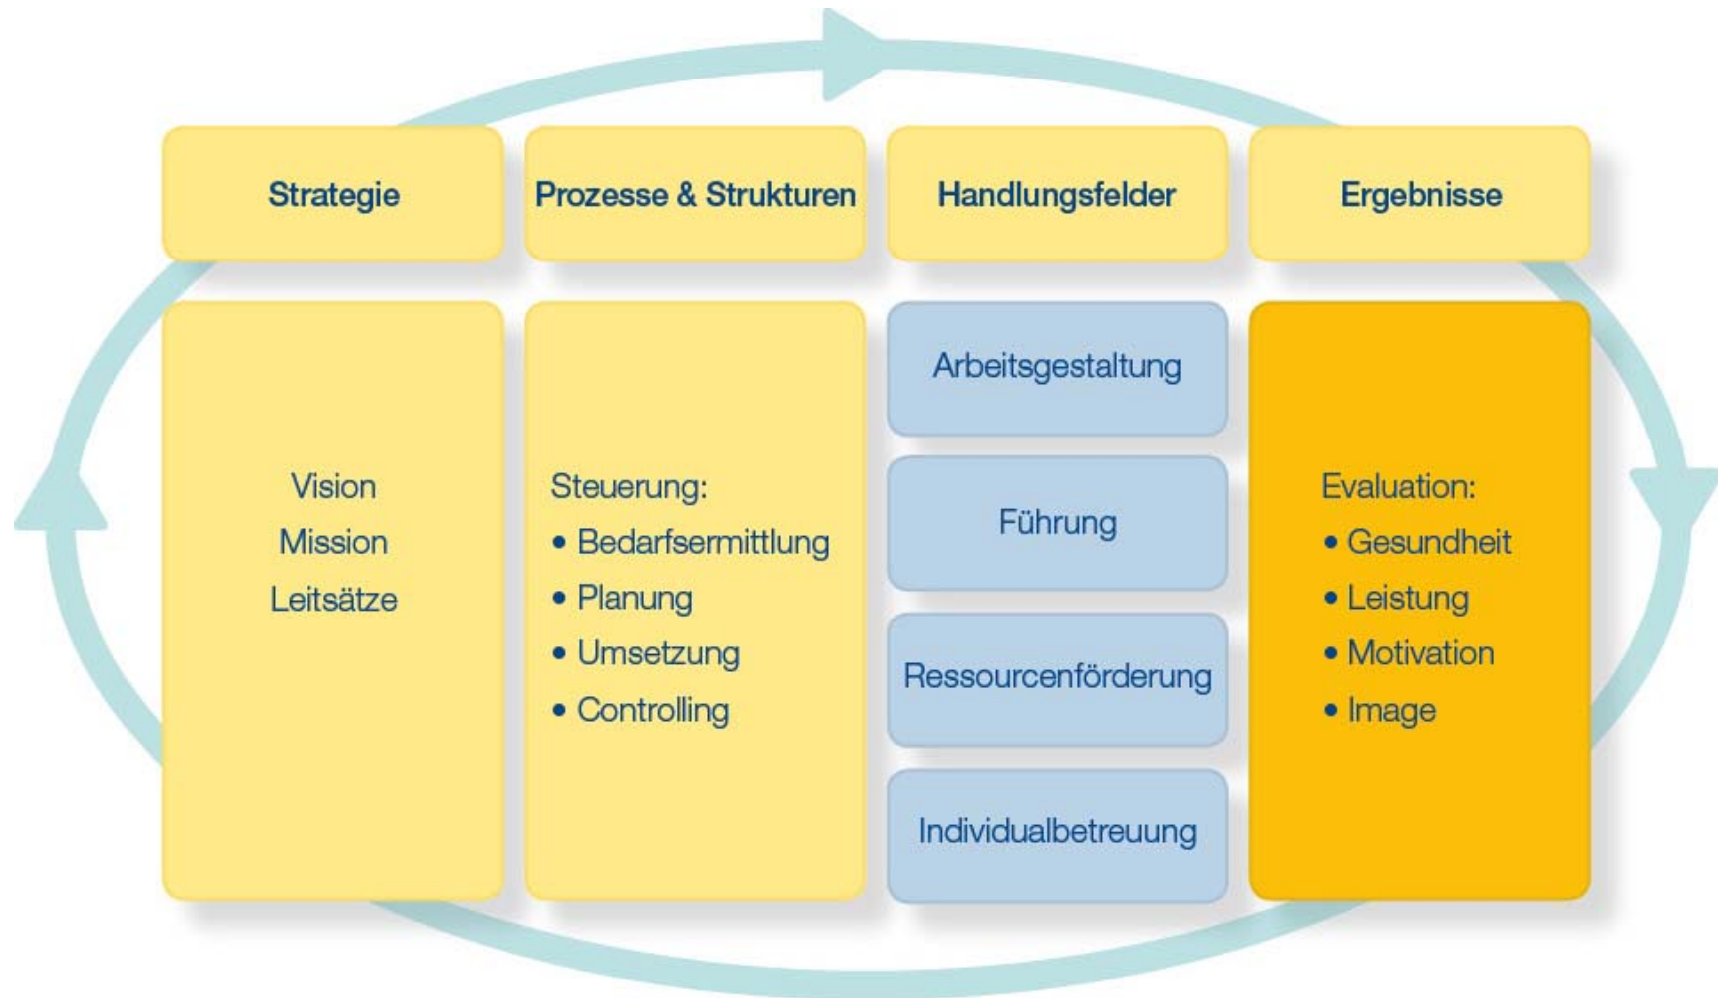 Strategie
Prozesse & Strukturen
Handlungsfelder
Ergebnisse
Vision
Mission
Leitsätze
Steuerung:
• Bedarfsermittlung
• Planung
• Umsetzung
• Controlling
Arbeitsgestaltung
Führung
Ressourcenförderung
Individualbetreuung
Evaluation:
• Gesundheit
• Leistung
• Motivation
• Image